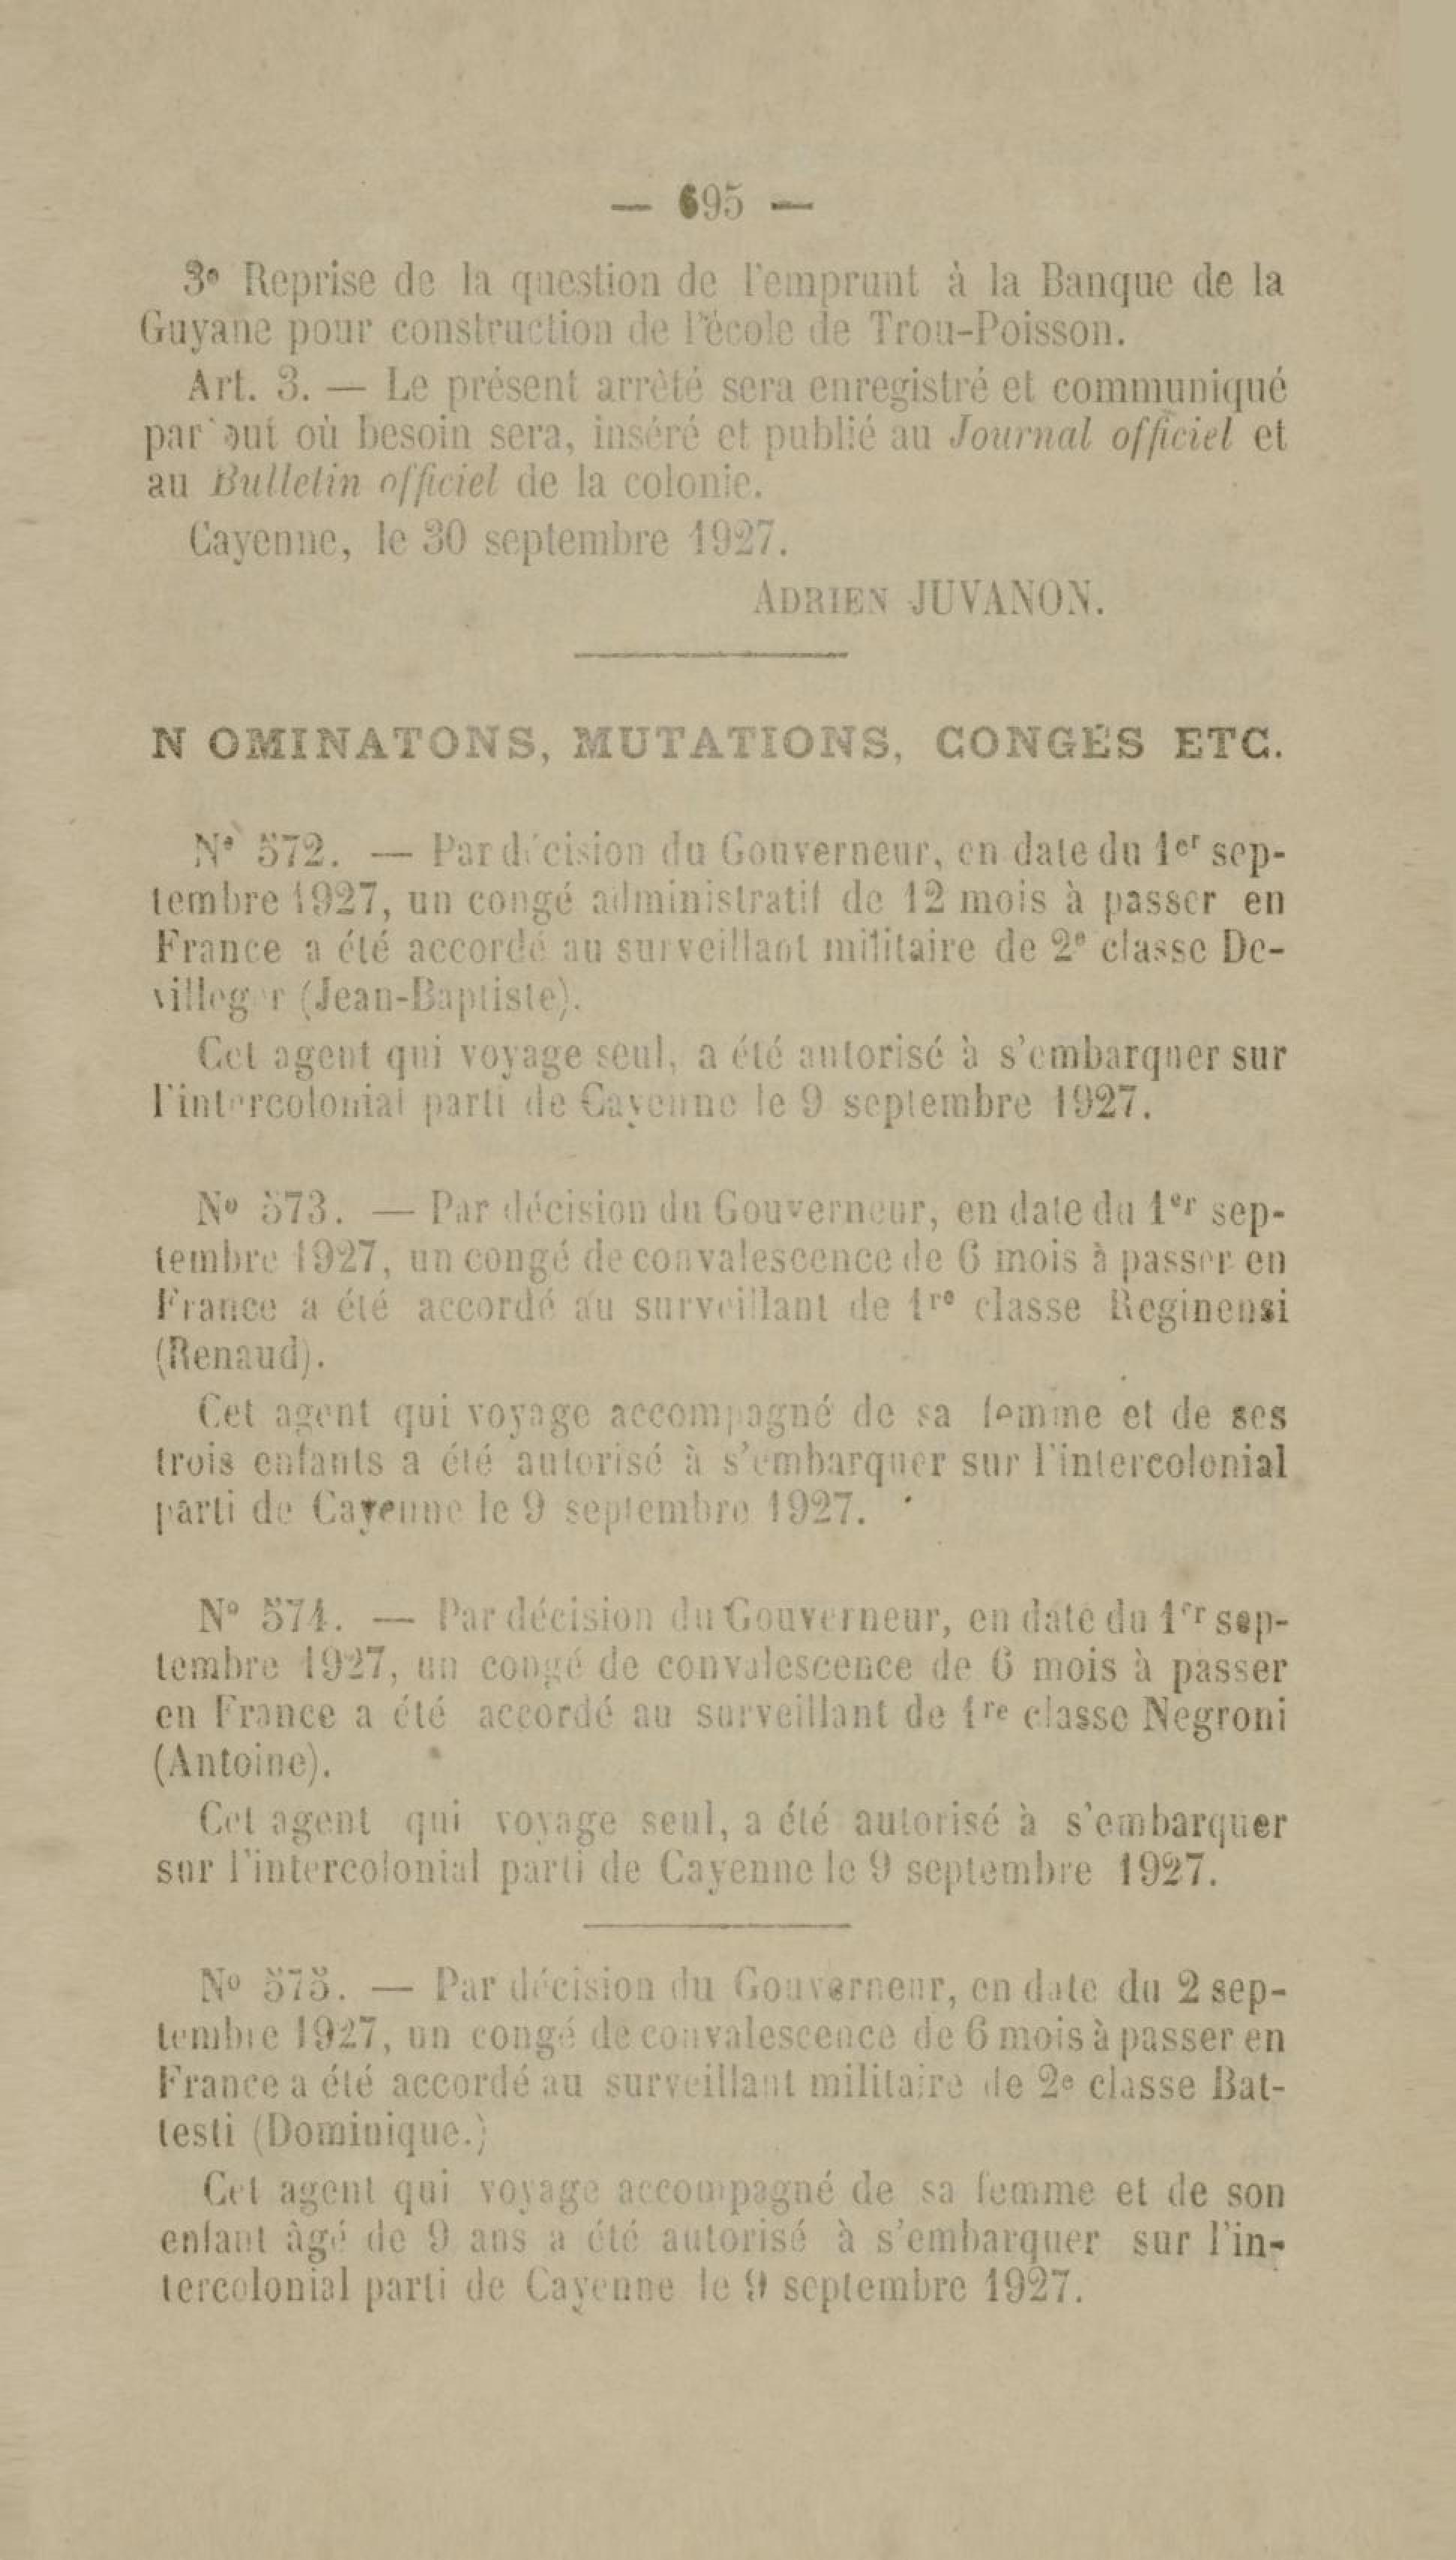 — 695 —
3° Reprise de la question de l'emprunt à la Banque de la
Guyane pour construction de l'école de Trou-Poisson.
Art. 3. — Le présent arrêté sera enregistré et communiqué
partout où besoin sera, inséré et publié au Journal officiel et
au Bulletin officiel de la colonie.
Cayenne, le 30 septembre 1927.
ADRIEN JUVANON.
N OMINATONS, MUTATIONS, CONGÉS ETC.
N° 572. — Par décision du Gouverneur, en date du 1er sep-
tembre 1927, un congé administratif de 12 mois à passer en
France a été accordé au surveillant militaire de 2e classe De-
villeger (Jean-Baptiste).
Cet agent qui voyage seul, a été autorisé à s'embarquer sur
l'intercolonial parti de Cayenne le 9 septembre 1927.
N° 573. — Par décision du Gouverneur, en date du 1er sep-
tembre 1927, un congé de convalescence de 6 mois à passer en
France a été accordé au surveillant de 1re classe Reginensi
(Renaud).
Cet agent qui voyage accompagné de sa femme et de ses
trois enfants a été autorisé à s'embarquer sur l'intercolonial
parti de Cayenne le 9 septembre 1927.
N° 574. — Par décision du Gouverneur, en date du 1er sep-
tembre 1927, un congé de convalescence de 6 mois à passer
en France a été accordé au surveillant de 1re classe Negroni
(Antoine).
Cet agent qui voyage seul, a été autorisé à s'embarquer
sur l'intercolonial parti de Cayenne le 9 septembre 1927.
N° 575. — Par décision du Gouverneur, en date du 2 sep-
tembre 1927, un congé de convalescence de 6 mois à passer en
France a été accordé au surveillant militaire de 2e classe Bat-
testi (Dominique.)
Cet agent qui voyage accompagné de sa femme et de son
enfant âgé de 9 ans a été autorisé à s'embarquer sur l'in-
tercolonial parti de Cayenne le 9 septembre 1927.